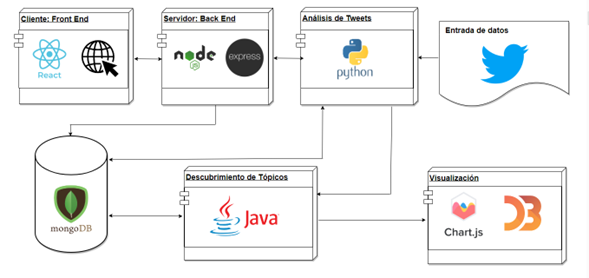 Cliente: Front End
Servidor: Back End
Análisis de Tweets
Entrada de datos
React
node
JS
express
python
mongoDB
Descubrimiento de Tópicos
Java
Visualización
Chart.js